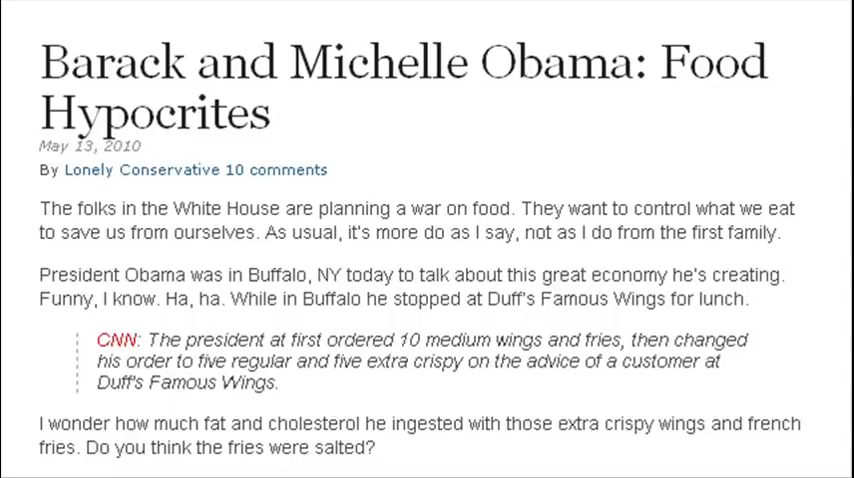 Barack and Michelle Obama: Food
Hypocrites
May 13, 2010
By Lonely Conservative 10 comments
The folks in the White House are planning a war on food. They want to control what we eat
to save us from ourselves. As usual, it's more do as I say, not as I do from the first family.
President Obama was in Buffalo, NY today to talk about this great economy he's creating.
Funny, I know. Ha, ha. While in Buffalo he stopped at Duff's Famous Wings for lunch.
CNN: The president at first ordered 10 medium wings and fries, then changed
his order to five regular and five extra crispy on the advice of a customer at
Duff's Famous Wings.
I wonder how much fat and cholesterol he ingested with those extra crispy wings and french
fries. Do you think the fries were salted?